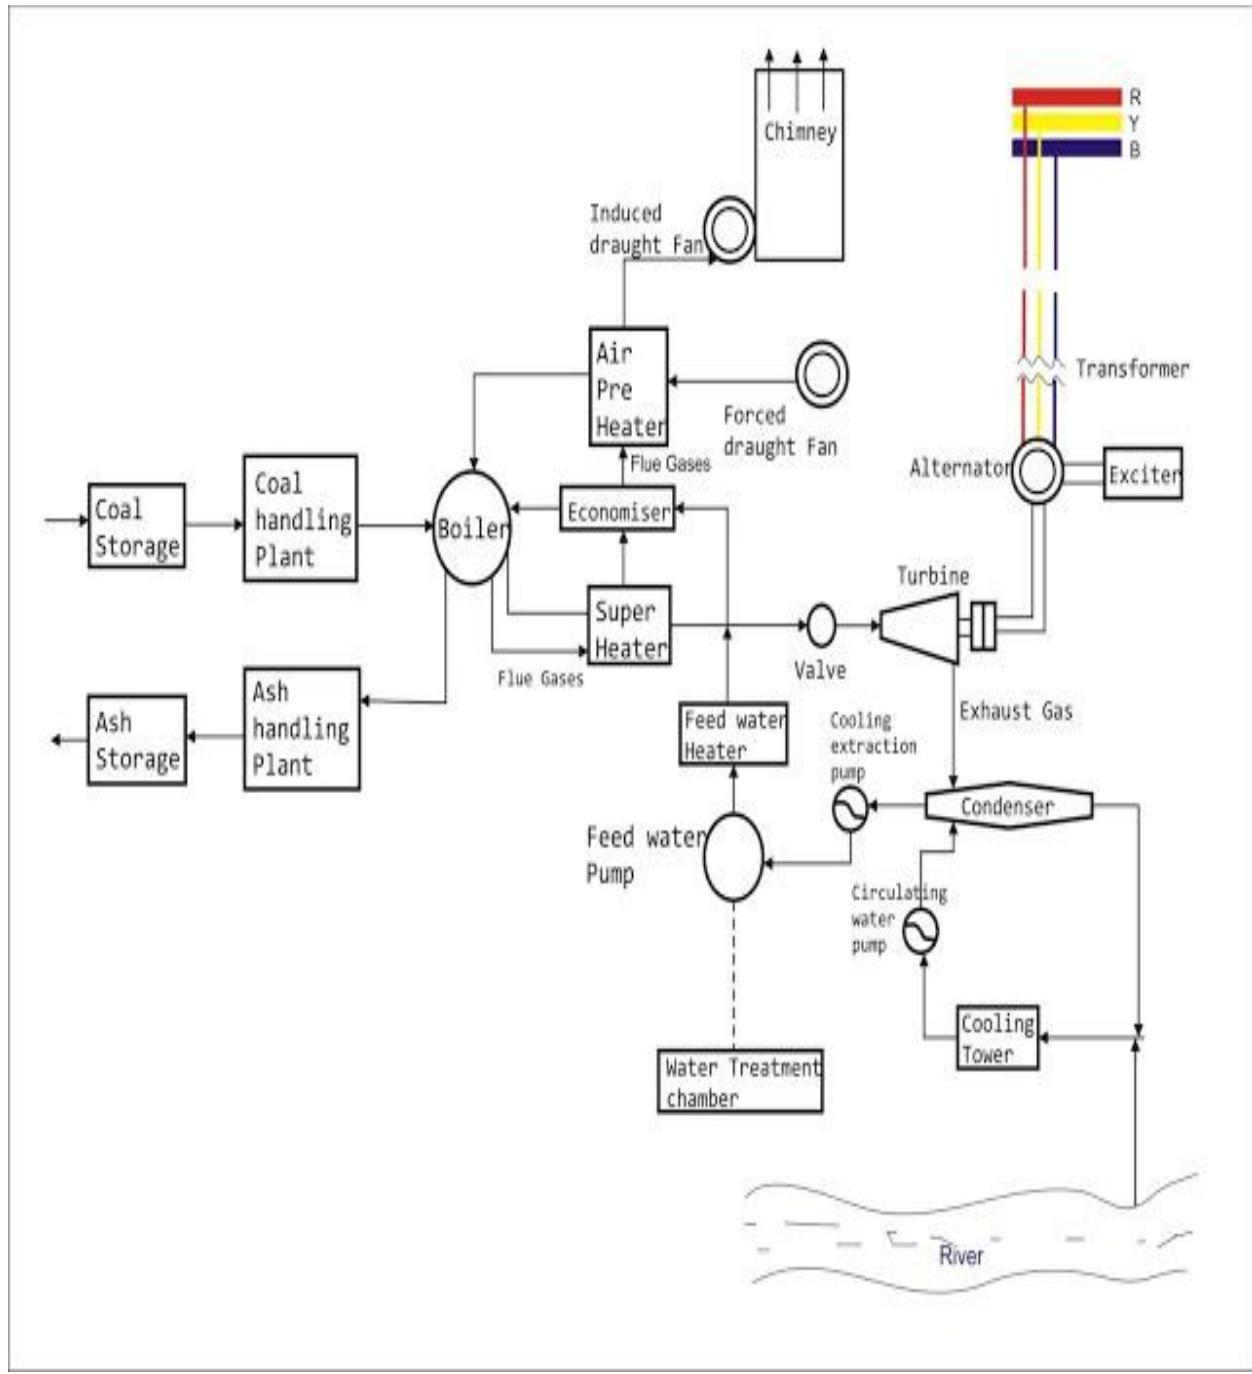 Chimney
R
Y
B
Induced
draught Fan
Air
Pre
Heater
Forced
draught Fan
Transformer
Flue Gases
Alternator
Exciter
Coal
Storage
Coal
handling
Plant
Boiler
Economiser
Super
Heater
Flue Gases
Valve
Turbine
Ash
Storage
Ash
handling
Plant
Feed water
Heater
Cooling
extraction
pump
Exhaust Gas
Condenser
Feed water
Pump
Circulating
water
pump
Cooling
Tower
Water Treatment
chamber
River